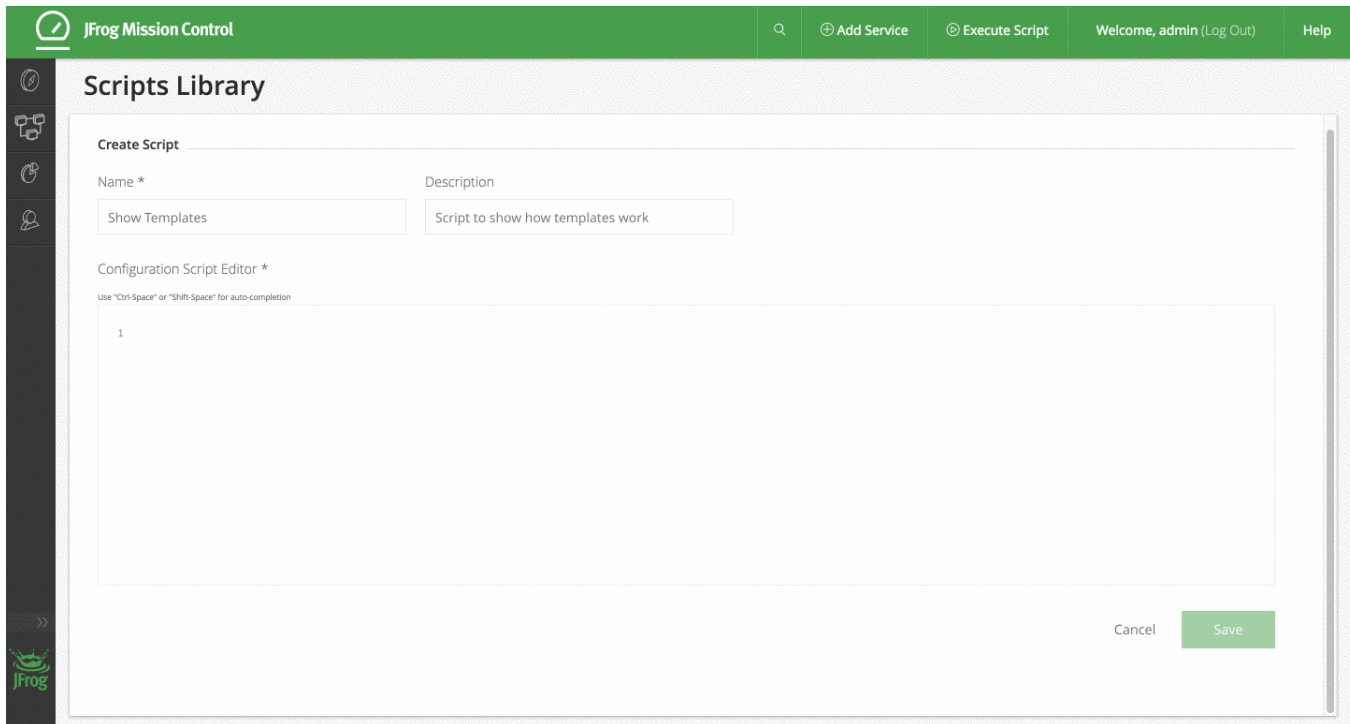 JFrog Mission Control
Add Service
Execute Script
Welcome, admin (Log Out)
Help
Scripts Library
Create Script
Name *
Description
Show Templates
Script to show how templates work
Configuration Script Editor *
Use "Ctrl-Space" or "Shift-Space" for auto-completion
1
Cancel
Save
JFrog